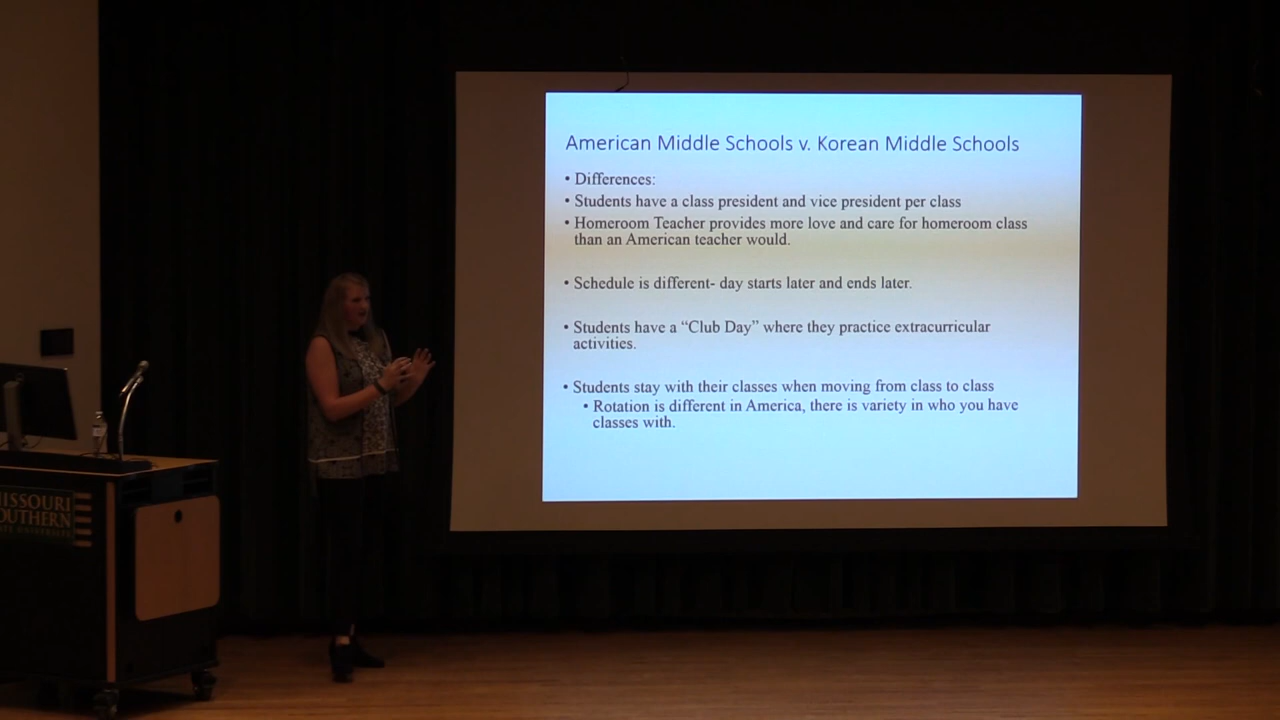 American Middle Schools v. Korean Middle Schools
• Differences:
• Students have a class president and vice president per class
• Homeroom Teacher provides more love and care for homeroom class
than an American teacher would.
• Schedule is different- day starts later and ends later.
• Students have a “Club Day” where they practice extracurricular
activities.
• Students stay with their classes when moving from class to class
• Rotation is different in America, there is variety in who you have
classes with.
MISSOURI
SOUTHERN